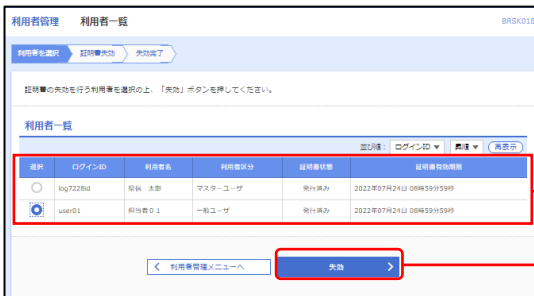 利用者管理 利用者一覧 BRSK016
利用者を選択 証明書失効 失効完了
証明書の失効を行う利用者を選択の上、「失効」ボタンを押してください。
利用者一覧
並び順： ログインID ▼ 昇順 ▼ 再表示
選択 ログインID 利用者名 利用者区分 証明書状態 証明書有効期限
log7228id 信 太郎 マスターユーザ 発行済み 2022年07月24日 08時59分59秒
user01 担当者０１ 一般ユーザ 発行済み 2022年07月24日 08時59分59秒
利用者管理メニューへ 失効